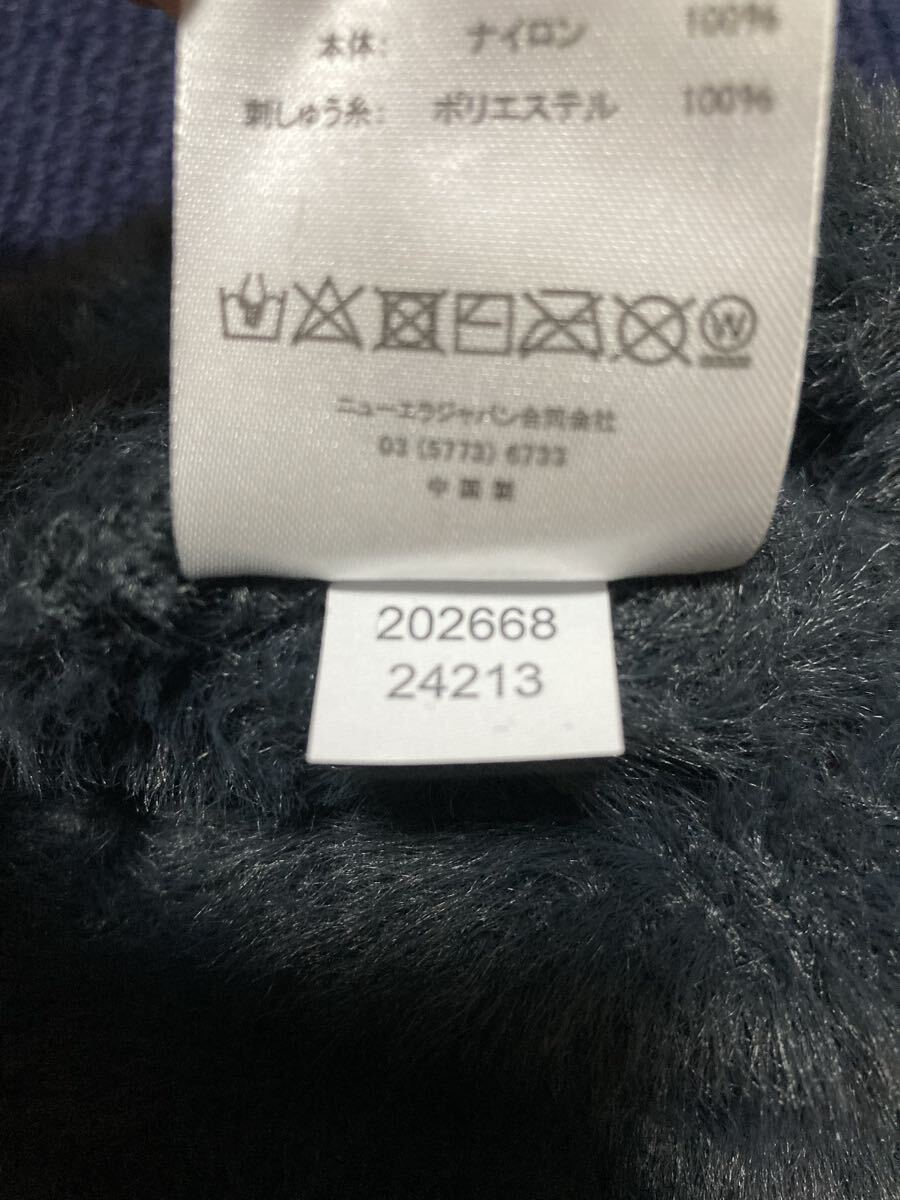 本体: ナイロン 100%
刺しゅう糸: ポリエステル 100%
W
ニューエラジャパン合同会社
03 (5773) 6733
中国製
202668
24213